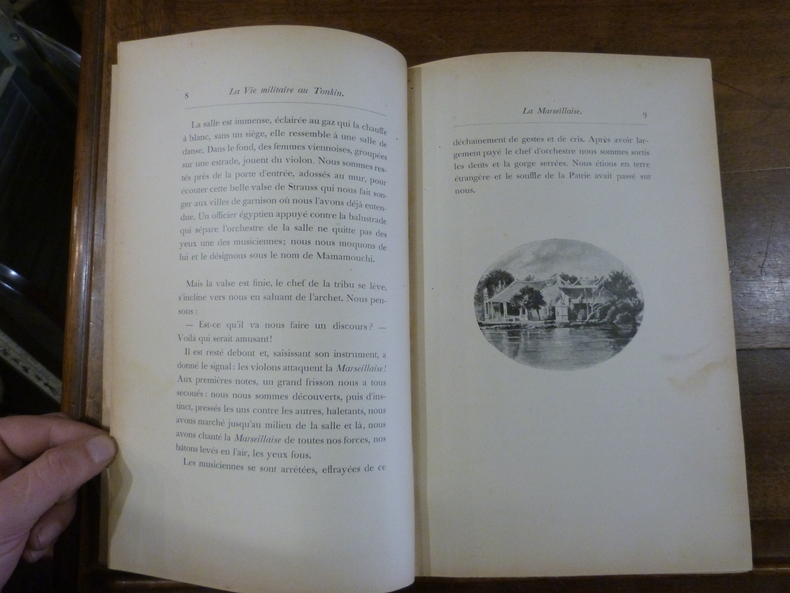 8
La Vie militaire au Tonkin.
La salle est immense, éclairée au gaz qui la chauffe
à blanc, sans un siège, elle ressemble à une salle de
danse. Dans le fond, des femmes viennoises, groupées
sur une estrade, jouent du violon. Nous sommes res-
tés près de la porte d'entrée, adossés au mur, pour
écouter cette belle valse de Strauss qui nous fait son-
ger aux villes de garnison où nous l'avons déjà enten-
due. Un officier égyptien appuyé contre la balustrade
qui sépare l'orchestre de la salle ne quitte pas des
yeux une des musiciennes; nous nous moquons de
lui et le désignons sous le nom de Mamamouchi.
Mais la valse est finie, le chef de la tribu se lève,
s'incline vers nous en saluant de l'archet. Nous pen-
sons :
— Est-ce qu'il va nous faire un discours? —
Voilà qui serait amusant!
Il est resté debout et, saisissant son instrument, a
donné le signal : les violons attaquent la Marseillaise!
Aux premières notes, un grand frisson nous a tous
secoués : nous nous sommes découverts, puis d'ins-
tinct, pressés les uns contre les autres, haletants, nous
avons marché jusqu'au milieu de la salle et là, nous
avons chanté la Marseillaise de toutes nos forces, nos
bâtons levés en l'air, les yeux fous.
Les musiciennes se sont arrêtées, effrayées de ce
La Marseillaise.
9
déchainement de gestes et de cris. Après avoir lar-
gement payé le chef d'orchestre nous sommes sortis
les dents et la gorge serrées. Nous étions en terre
étrangère et le souffle de la Patrie avait passé sur
nous.